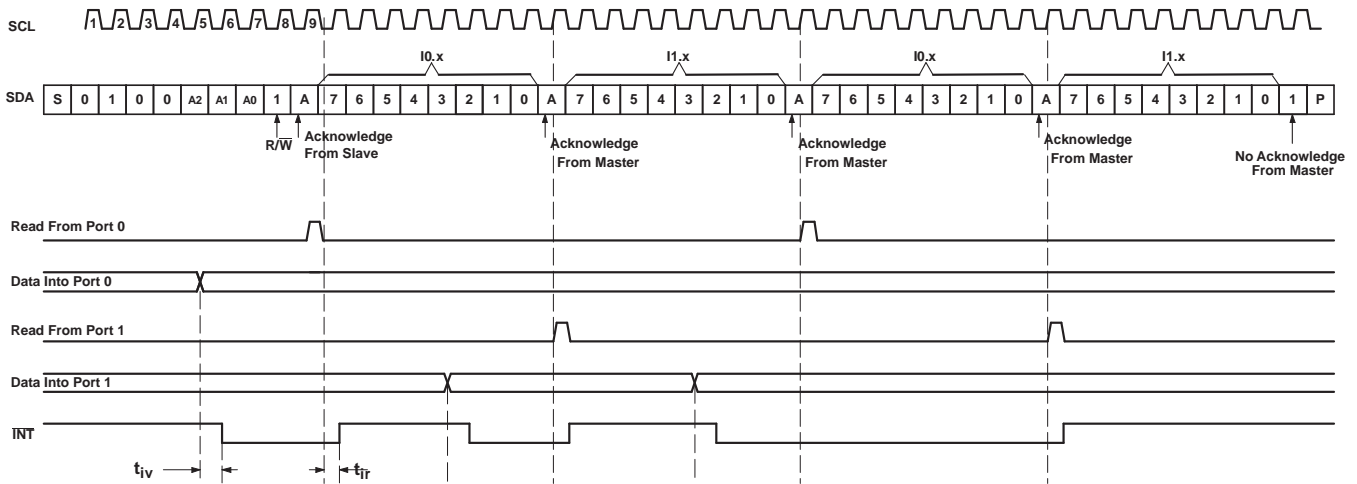 SCL 1 2 3 4 5 6 7 8 9
I0.x I1.x I0.x I1.x
SDA S 0 1 0 0 A2 A1 A0 1 A 7 6 5 4 3 2 1 0 A 7 6 5 4 3 2 1 0 A 7 6 5 4 3 2 1 0 A 7 6 5 4 3 2 1 0 1 P
R/W̅
Acknowledge
From Slave
Acknowledge
From Master
Acknowledge
From Master
Acknowledge
From Master
No Acknowledge
From Master
Read From Port 0
Data Into Port 0
Read From Port 1
Data Into Port 1
I̅N̅T̅
tiv
tir